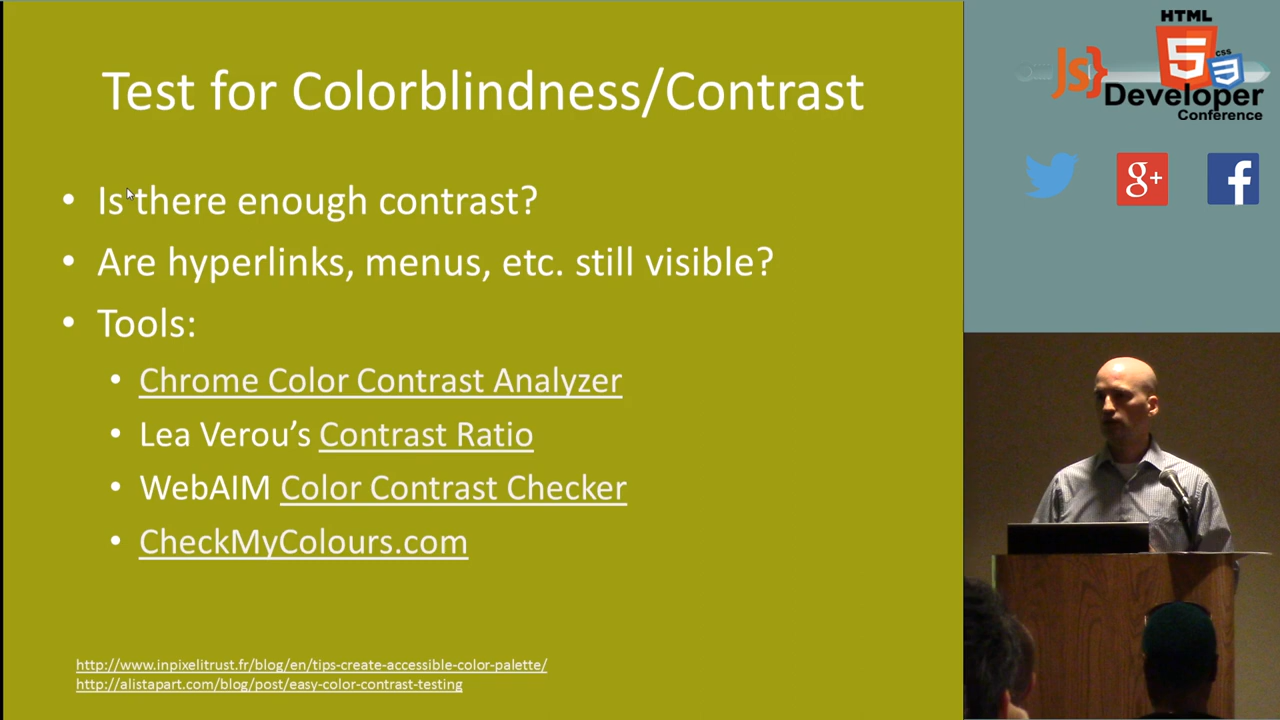 Test for Colorblindness/Contrast
• Is there enough contrast?
• Are hyperlinks, menus, etc. still visible?
• Tools:
• Chrome Color Contrast Analyzer
• Lea Verou’s Contrast Ratio
• WebAIM Color Contrast Checker
• CheckMyColours.com
http://www.inpixelitrust.fr/blog/en/tips-create-accessible-color-palette/
http://alistapart.com/blog/post/easy-color-contrast-testing
HTML
5
css
3
JS}
Developer
Conference
g+
f